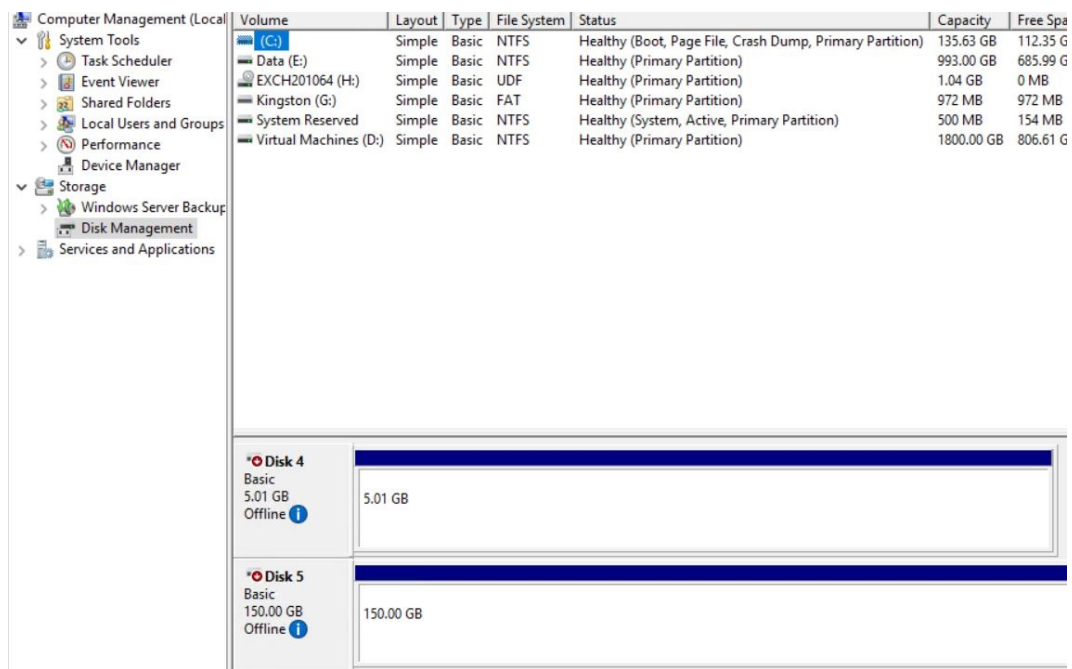 Computer Management (Local
System Tools
Task Scheduler
Event Viewer
Shared Folders
Local Users and Groups
Performance
Device Manager
Storage
Windows Server Backup
Disk Management
Services and Applications
Volume Layout Type File System Status Capacity Free Spa
(C:) Simple Basic NTFS Healthy (Boot, Page File, Crash Dump, Primary Partition) 135.63 GB 112.35 G
Data (E:) Simple Basic NTFS Healthy (Primary Partition) 993.00 GB 685.99 G
EXCH201064 (H:) Simple Basic UDF Healthy (Primary Partition) 1.04 GB 0 MB
Kingston (G:) Simple Basic FAT Healthy (Primary Partition) 972 MB 972 MB
System Reserved Simple Basic NTFS Healthy (System, Active, Primary Partition) 500 MB 154 MB
Virtual Machines (D:) Simple Basic NTFS Healthy (Primary Partition) 1800.00 GB 806.61 G
Disk 4
Basic
5.01 GB
Offline
5.01 GB
Disk 5
Basic
150.00 GB
Offline
150.00 GB